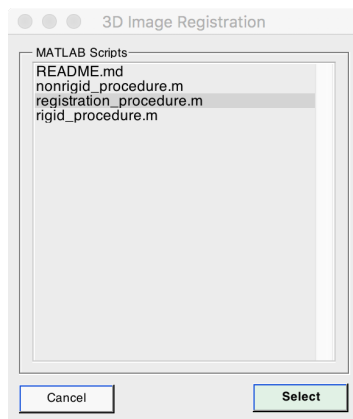 3D Image Registration
MATLAB Scripts
README.md
nonrigid_procedure.m
registration_procedure.m
rigid_procedure.m
Cancel
Select